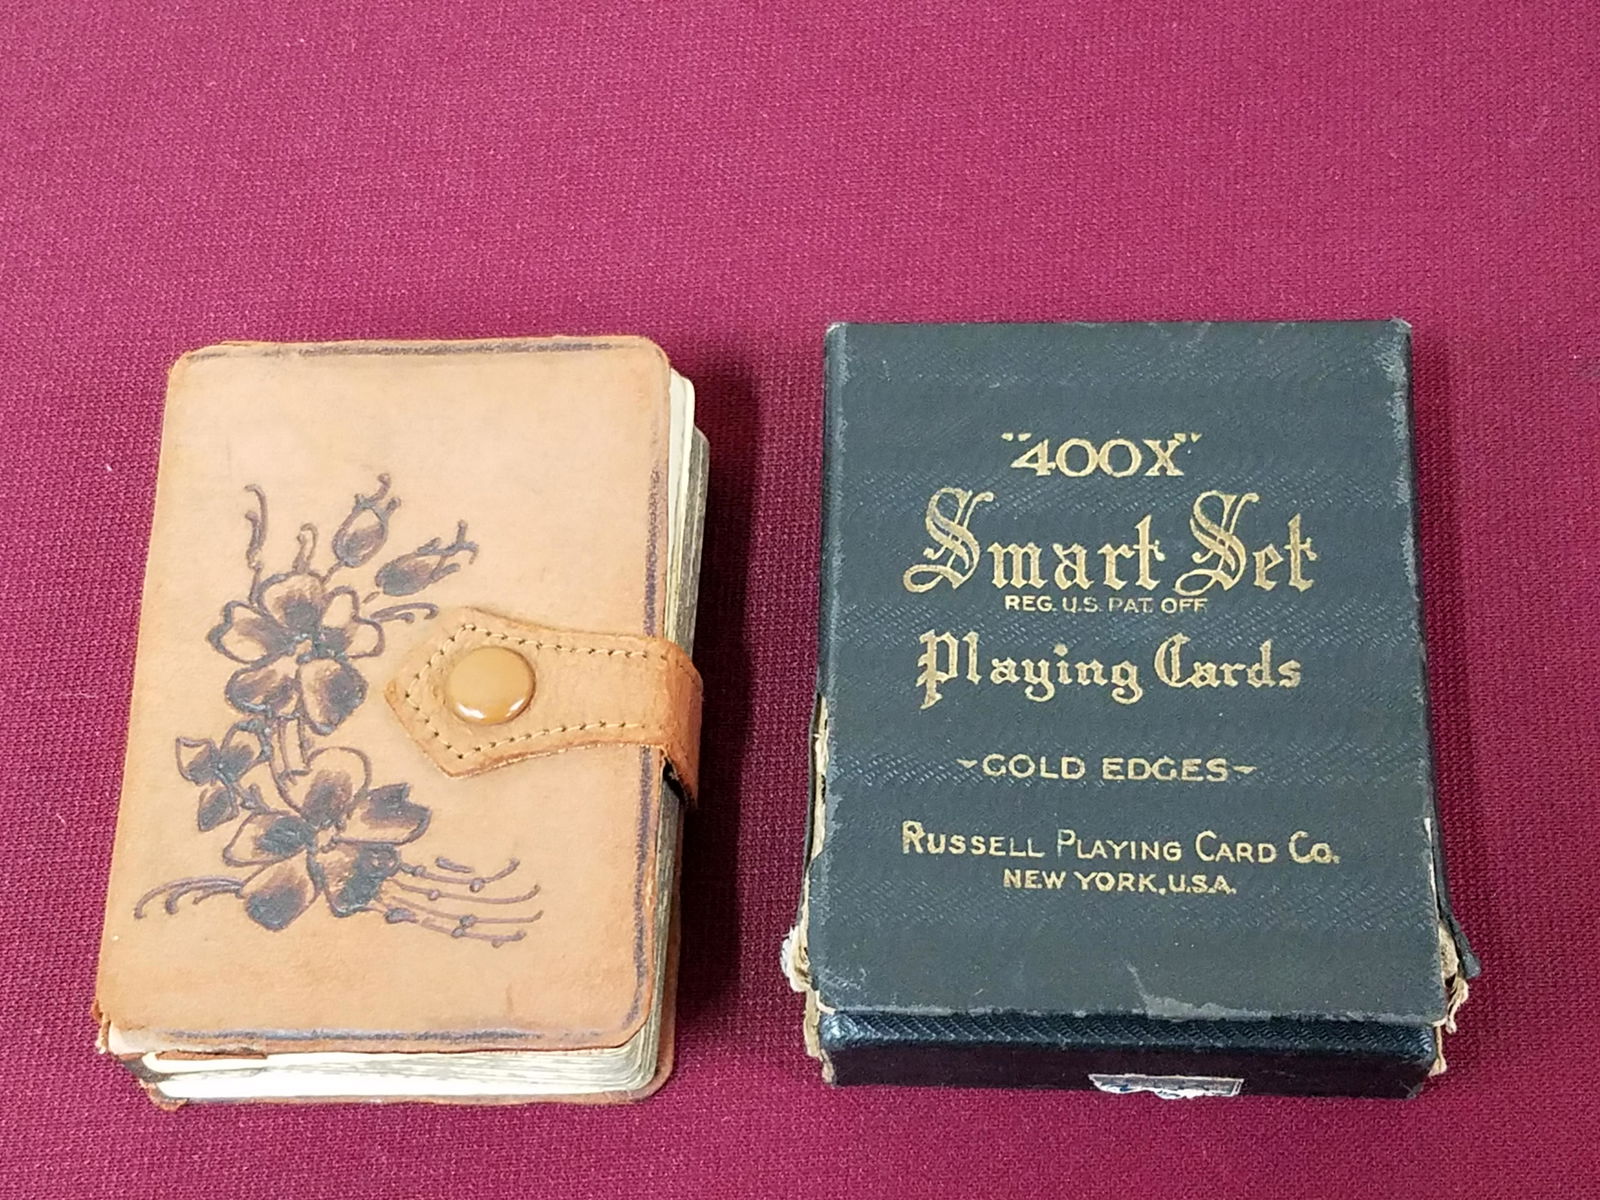 "400X"
Smart Set
REG. U.S. PAT. OFF.
Playing Cards
GOLD EDGES
RUSSELL PLAYING CARD CO.
NEW YORK, U.S.A.